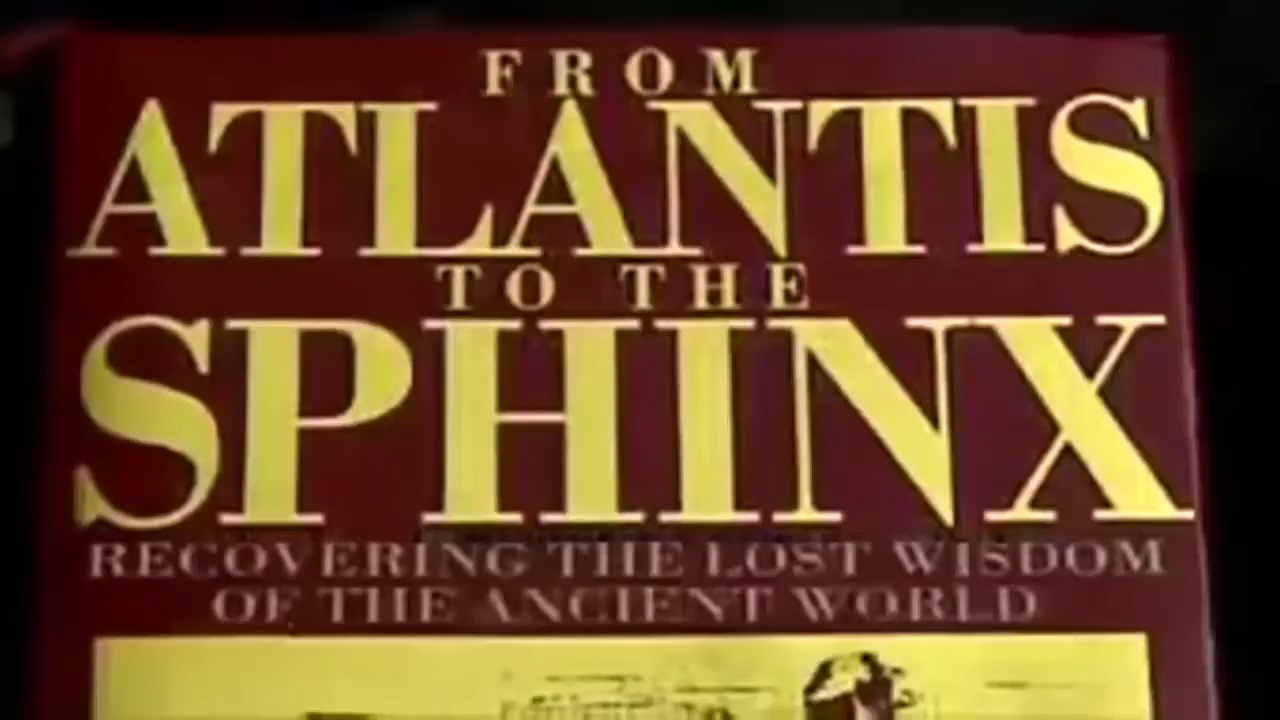 FROM
ATLANTIS
TO THE
SPHINX
RECOVERING THE LOST WISDOM
OF THE ANCIENT WORLD